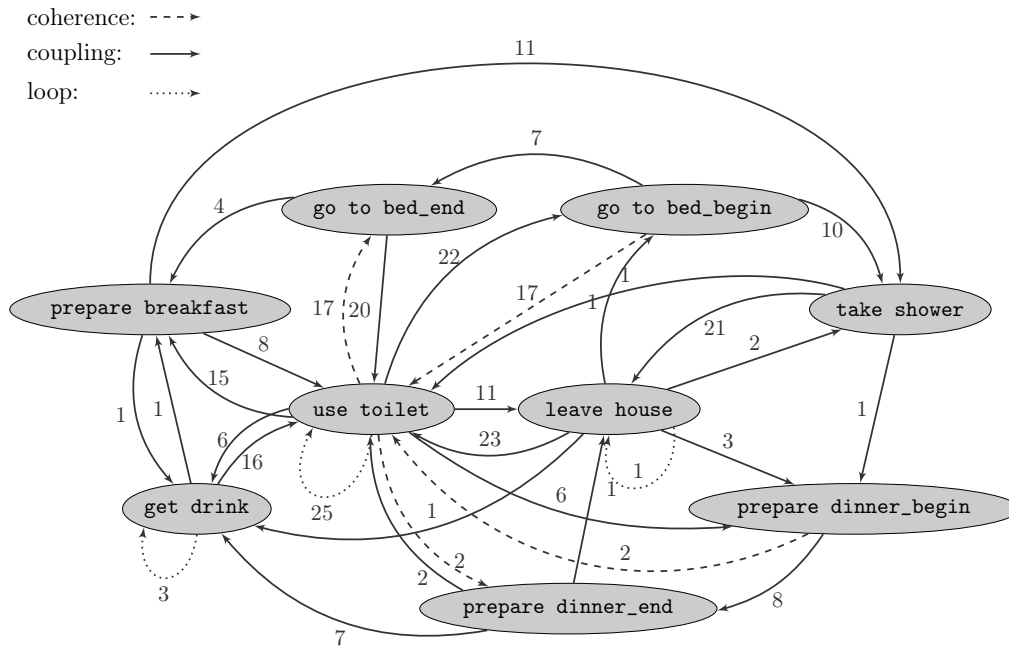 coherence:
coupling:
loop:
11
7
go to bed_end
go to bed_begin
4
10
22
1
17
17
20
1
prepare breakfast
take shower
21
8
2
15
use toilet
11
leave house
1
1
1
6
16
23
3
1
6
25
1
1
get drink
prepare dinner_begin
2
2
3
2
prepare dinner_end
8
7